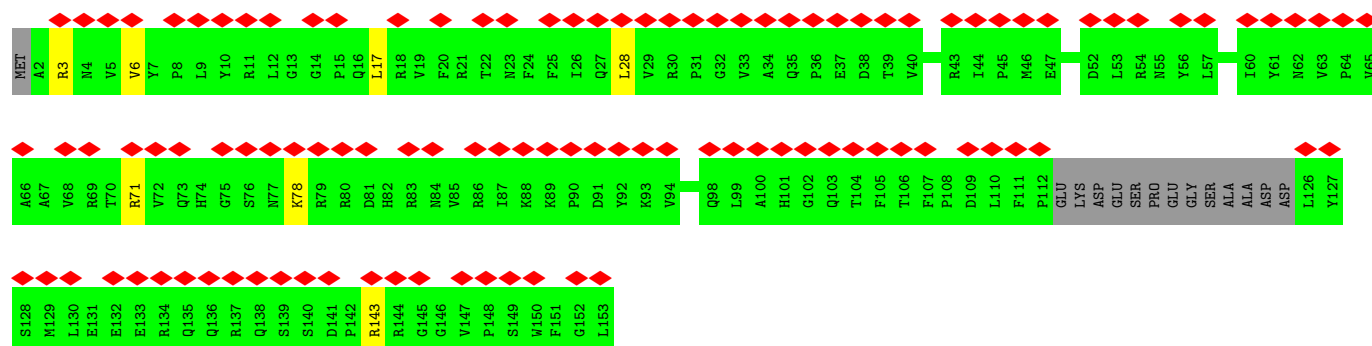 MET A2 R3 N4 V5 V6 Y7 P8 L9 Y10 R11 L12 G13 G14 P15 Q16 L17 R18 V19 F20 R21 T22 N23 F24 F25 I26 Q27 L28 V29 R30 P31 G32 V33 A34 Q35 P36 E37 D38 T39 V40 R43 I44 P45 M46 E47 D52 L53 R54 N55 Y56 L57 I60 Y61 N62 V63 P64 V65
A66 A67 V68 R69 T70 R71 V72 Q73 H74 G75 S76 N77 K78 R79 R80 D81 H82 R83 N84 V85 R86 I87 K88 K89 P90 D91 Y92 K93 V94 Q98 L99 A100 H101 G102 Q103 T104 F105 T106 F107 P108 D109 L110 F111 P112 GLU LYS ASP GLU SER PRO GLU GLY SER ALA ALA ASP ASP L126 Y127
S128 M129 L130 E131 E132 E133 R134 Q135 Q136 R137 Q138 S139 S140 D141 P142 R143 R144 G145 G146 V147 P148 S149 W150 F151 G152 L153